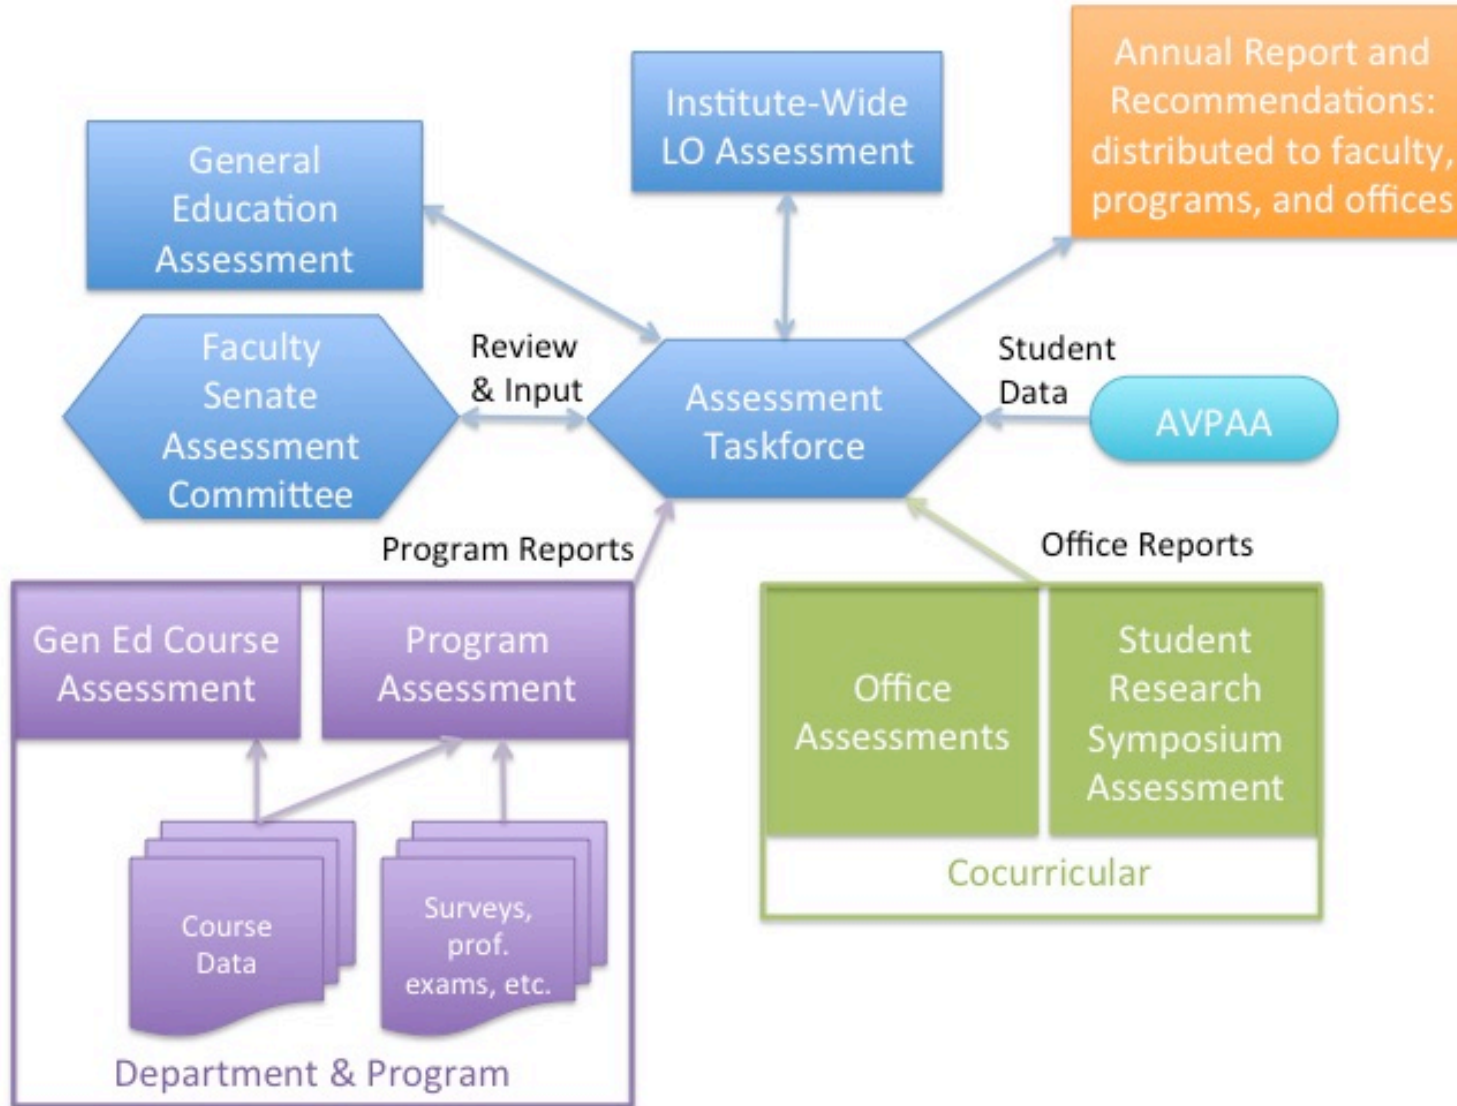 General
Education
Assessment
Institute-Wide
LO Assessment
Annual Report and
Recommendations:
distributed to faculty,
programs, and offices
Faculty
Senate
Assessment
Committee
Review
& Input
Assessment
Taskforce
Student
Data
AVPAA
Program Reports
Office Reports
Gen Ed Course
Assessment
Program
Assessment
Course
Data
Surveys,
prof.
exams, etc.
Department & Program
Office
Assessments
Student
Research
Symposium
Assessment
Cocurricular